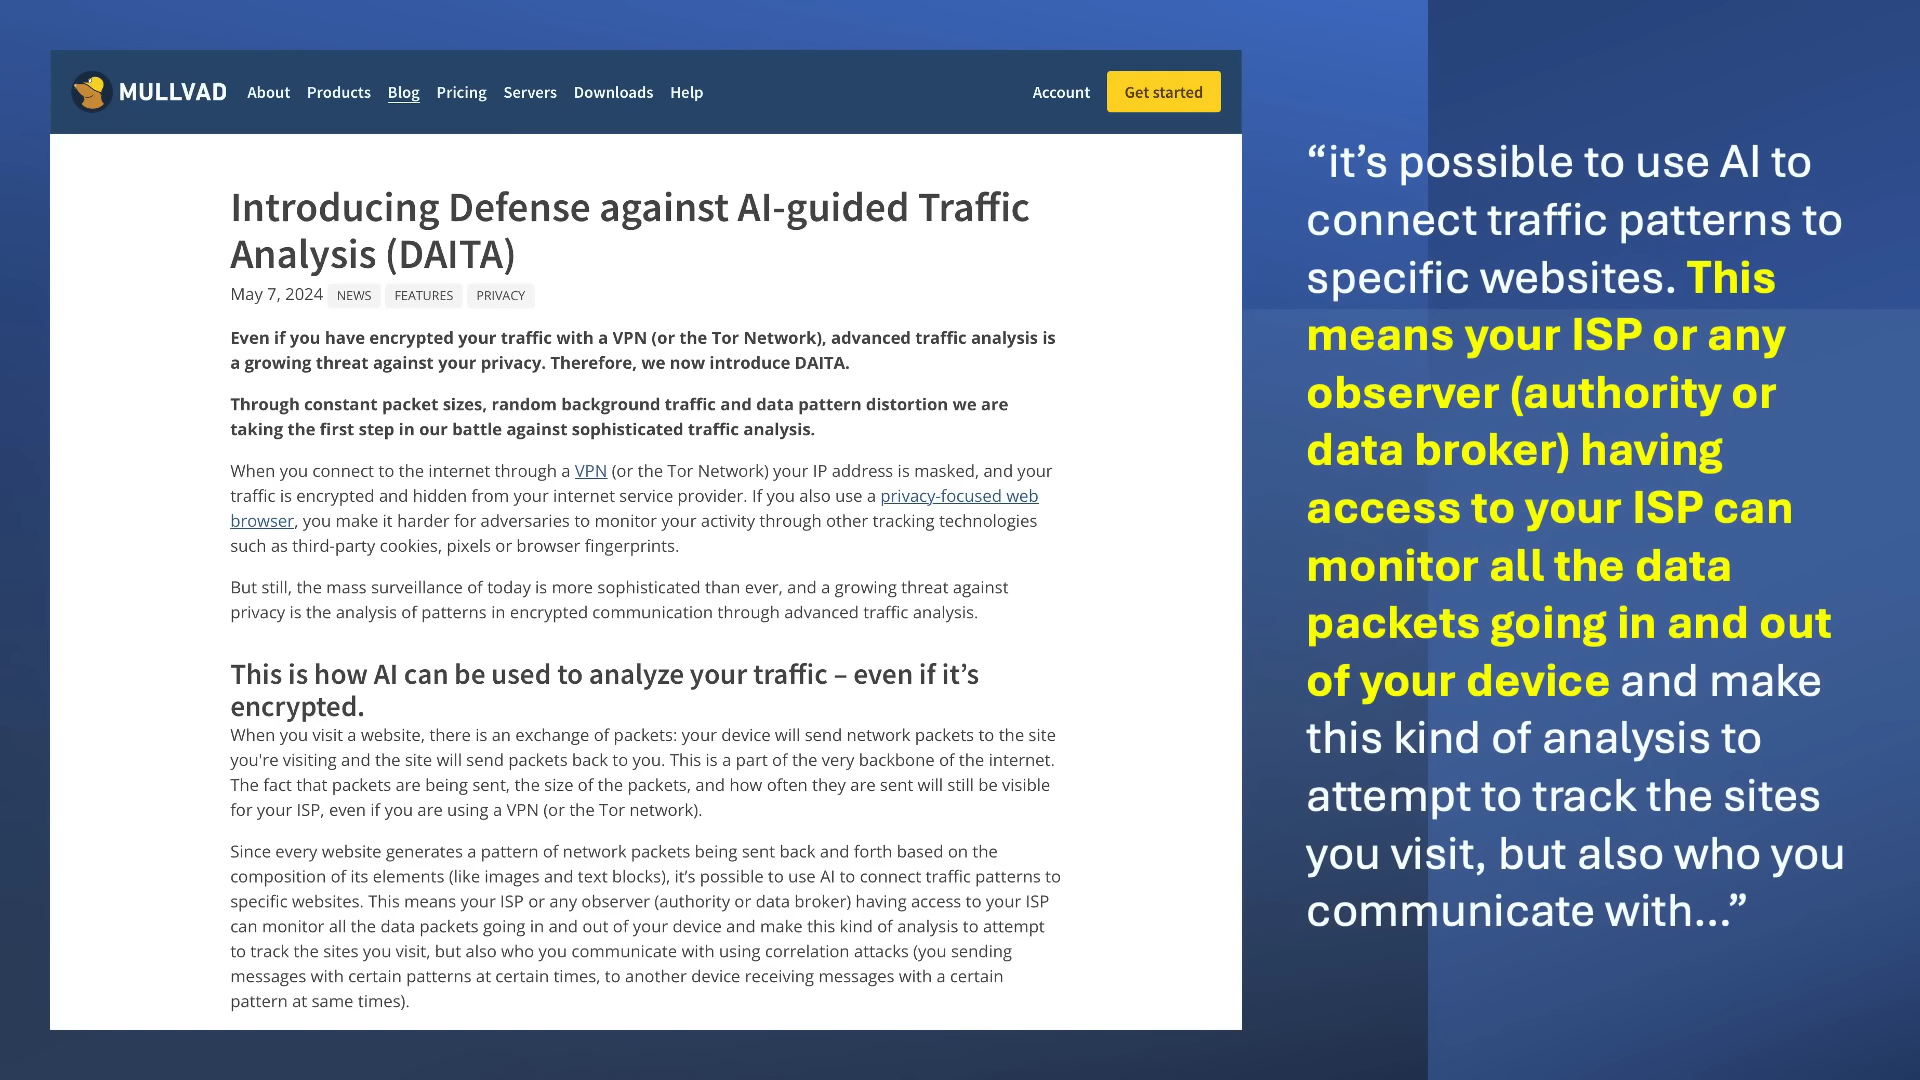 MULLVAD About Products Blog Pricing Servers Downloads Help Account Get started
Introducing Defense against AI-guided Traffic
Analysis (DAITA)
May 7, 2024 NEWS FEATURES PRIVACY
Even if you have encrypted your traffic with a VPN (or the Tor Network), advanced traffic analysis is
a growing threat against your privacy. Therefore, we now introduce DAITA.
Through constant packet sizes, random background traffic and data pattern distortion we are
taking the first step in our battle against sophisticated traffic analysis.
When you connect to the internet through a VPN (or the Tor Network) your IP address is masked, and your
traffic is encrypted and hidden from your internet service provider. If you also use a privacy-focused web
browser, you make it harder for adversaries to monitor your activity through other tracking technologies
such as third-party cookies, pixels or browser fingerprints.
But still, the mass surveillance of today is more sophisticated than ever, and a growing threat against
privacy is the analysis of patterns in encrypted communication through advanced traffic analysis.
This is how AI can be used to analyze your traffic – even if it’s
encrypted.
When you visit a website, there is an exchange of packets: your device will send network packets to the site
you're visiting and the site will send packets back to you. This is a part of the very backbone of the internet.
The fact that packets are being sent, the size of the packets, and how often they are sent will still be visible
for your ISP, even if you are using a VPN (or the Tor network).
Since every website generates a pattern of network packets being sent back and forth based on the
composition of its elements (like images and text blocks), it’s possible to use AI to connect traffic patterns to
specific websites. This means your ISP or any observer (authority or data broker) having access to your ISP
can monitor all the data packets going in and out of your device and make this kind of analysis to attempt
to track the sites you visit, but also who you communicate with using correlation attacks (you sending
messages with certain patterns at certain times, to another device receiving messages with a certain
pattern at same times).
“it’s possible to use AI to
connect traffic patterns to
specific websites. This
means your ISP or any
observer (authority or
data broker) having
access to your ISP can
monitor all the data
packets going in and out
of your device and make
this kind of analysis to
attempt to track the sites
you visit, but also who you
communicate with...”